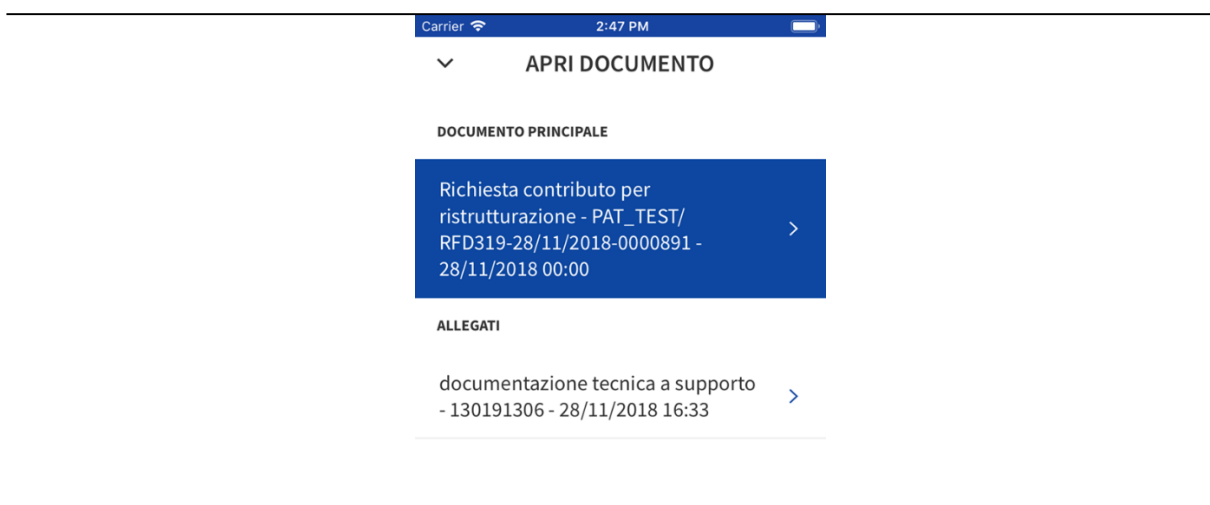 Carrier 2:47 PM
APRI DOCUMENTO
DOCUMENTO PRINCIPALE
Richiesta contributo per
ristrutturazione - PAT_TEST/
RFD319-28/11/2018-0000891 -
28/11/2018 00:00
ALLEGATI
documentazione tecnica a supporto
- 130191306 - 28/11/2018 16:33